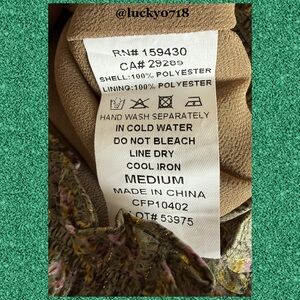 @lucky0718
RN# 159430
CA# 29289
SHELL:100% POLYESTER
LINING:100% POLYESTER
HAND WASH SEPARATELY
IN COLD WATER
DO NOT BLEACH
LINE DRY
COOL IRON
MEDIUM
MADE IN CHINA
CFP10402
LOT# 53975